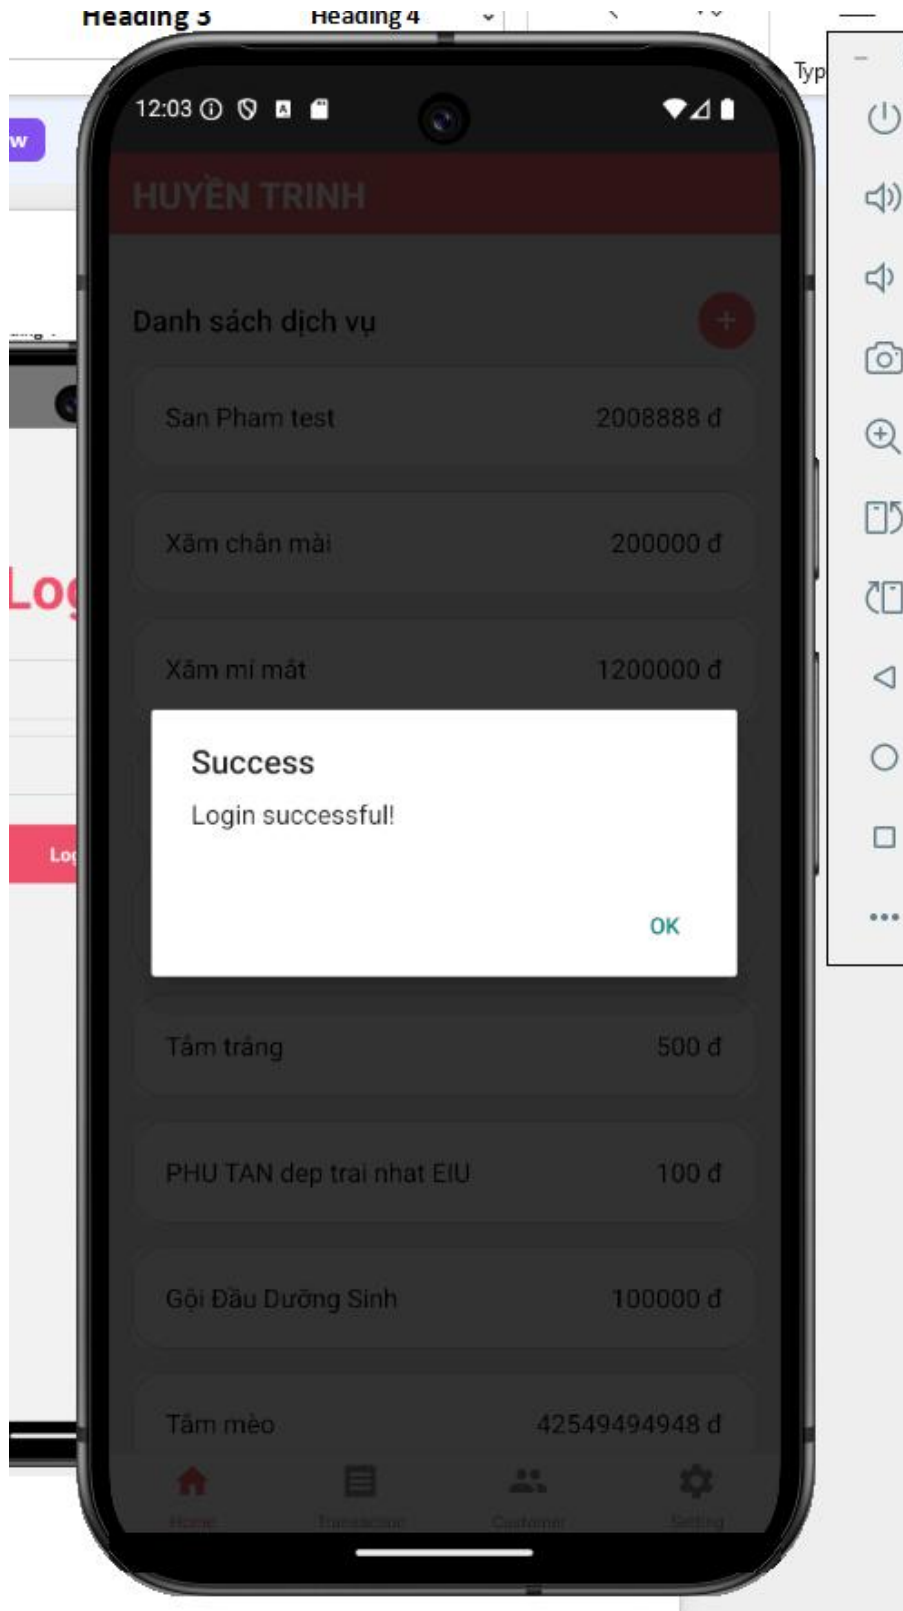 Heading 3
Heading 4
Typ
w
12:03
HUYỀN TRINH
Danh sách dịch vụ
+
San Pham test 2008888 đ
Xăm chân mài 200000 đ
Log
Xăm mí mắt 1200000 đ
Success
Login successful!
Log
OK
Tắm trắng 500 đ
PHU TAN dep trai nhat EIU 100 đ
Gội Đầu Dưỡng Sinh 100000 đ
Tắm mèo 42549494948 đ
Home Transaction Customer Setting